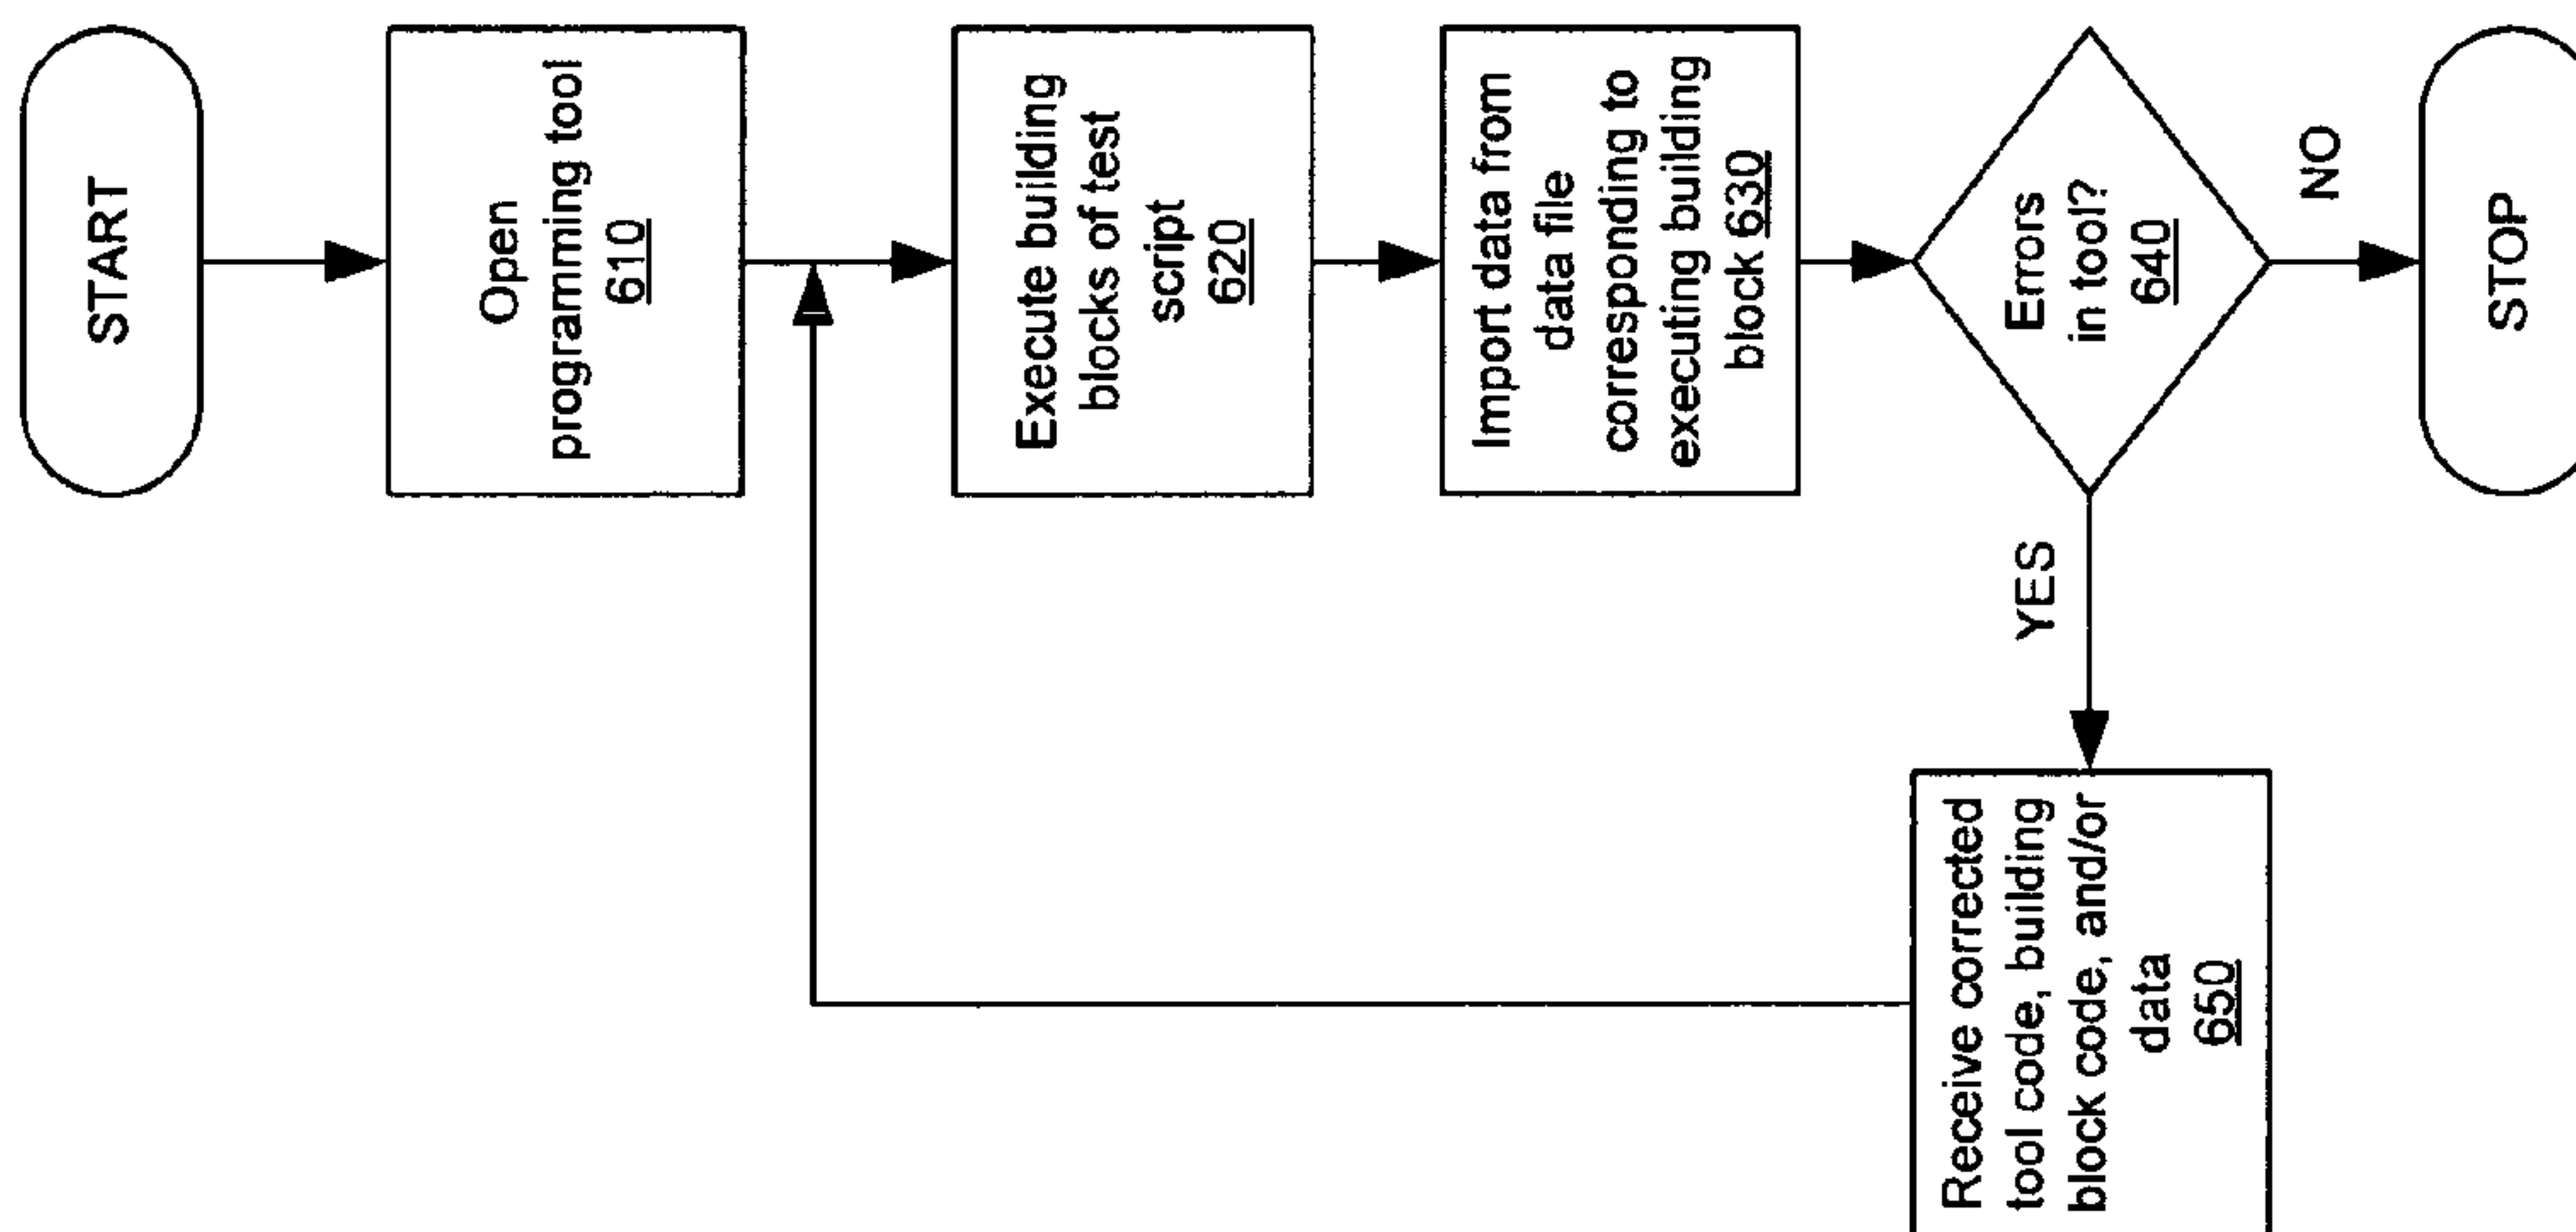 START
Open
programming tool
610
Execute building
blocks of test
script
620
Import data from
data file
corresponding to
executing building
block 630
Errors
in tool?
640
YES
NO
Receive corrected
tool code, building
block code, and/or
data
650
STOP